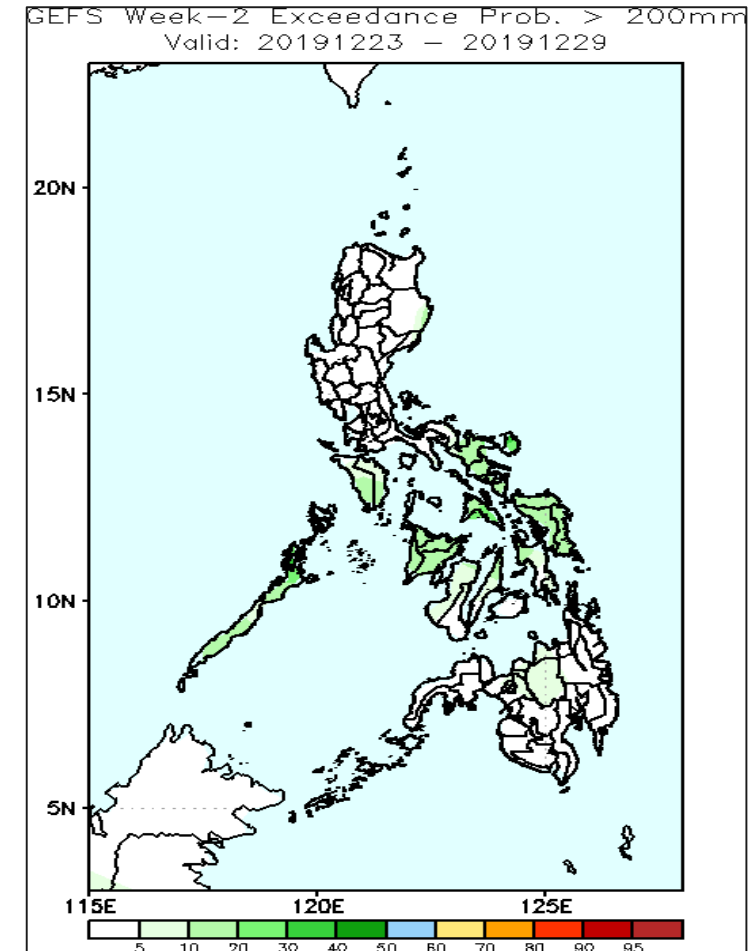 GEFS Week-2 Exceedance Prob. > 200mm
Valid: 20191223 - 20191229
20N
15N
10N
5N
115E 120E 125E
5 10 20 30 40 50 60 70 80 90 95